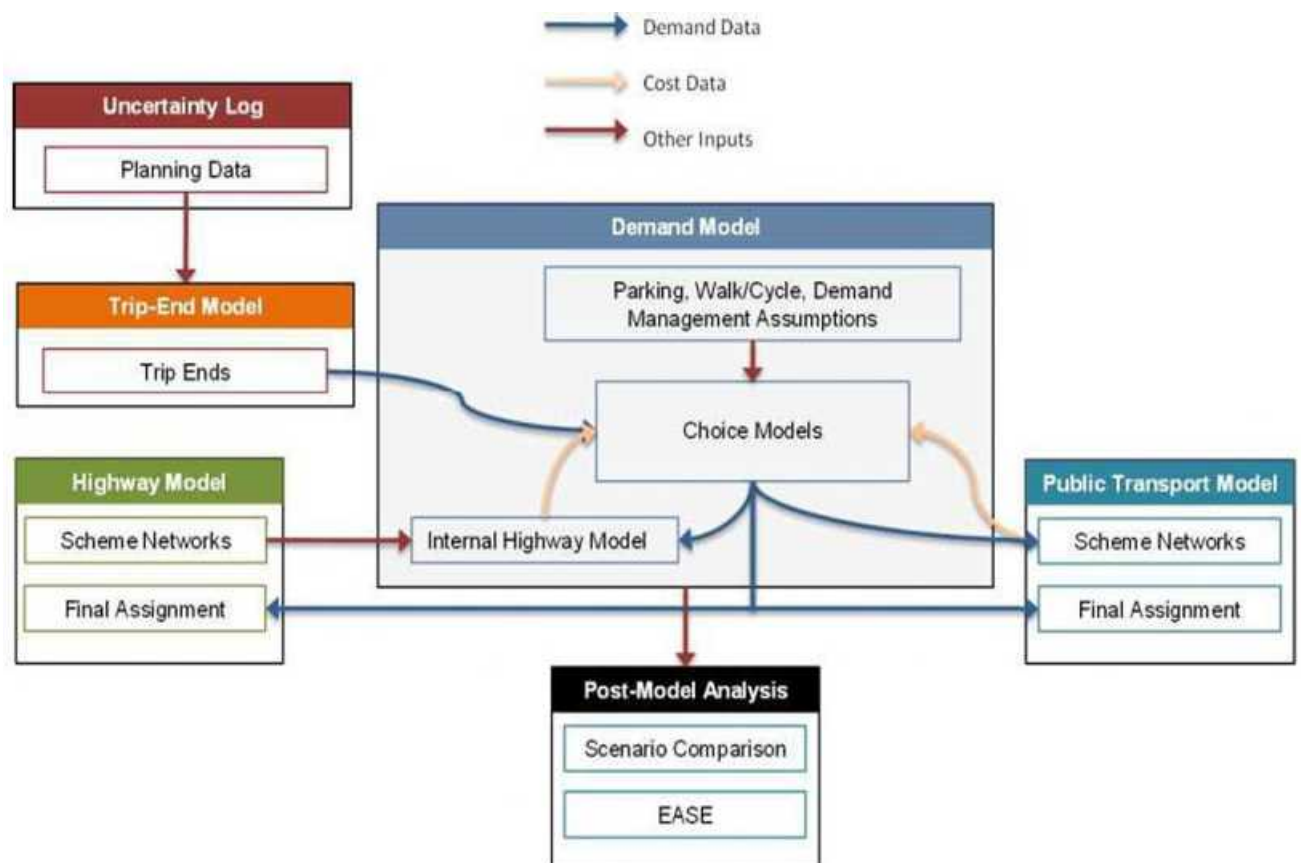 Demand Data
Cost Data
Other Inputs
Uncertainty Log
Planning Data
Trip-End Model
Trip Ends
Demand Model
Parking, Walk/Cycle, Demand
Management Assumptions
Choice Models
Internal Highway Model
Highway Model
Scheme Networks
Final Assignment
Public Transport Model
Scheme Networks
Final Assignment
Post-Model Analysis
Scenario Comparison
EASE